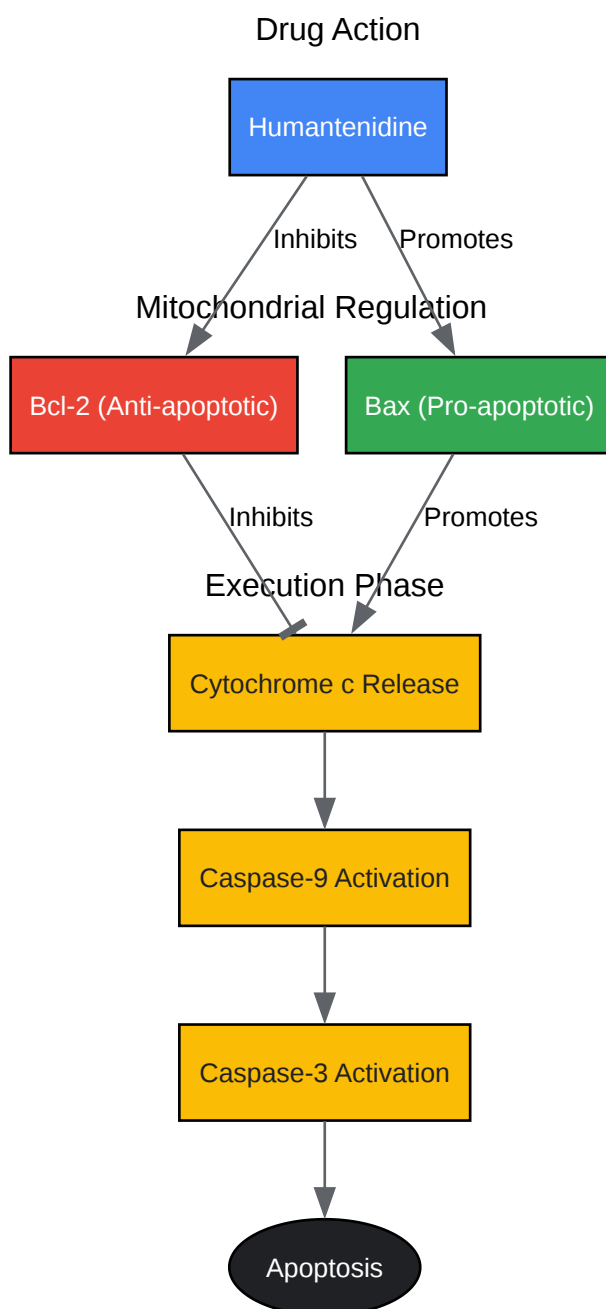 Drug Action
Humantenidine
Inhibits
Promotes
Mitochondrial Regulation
Bcl-2 (Anti-apoptotic)
Bax (Pro-apoptotic)
Inhibits
Promotes
Execution Phase
Cytochrome c Release
Caspase-9 Activation
Caspase-3 Activation
Apoptosis